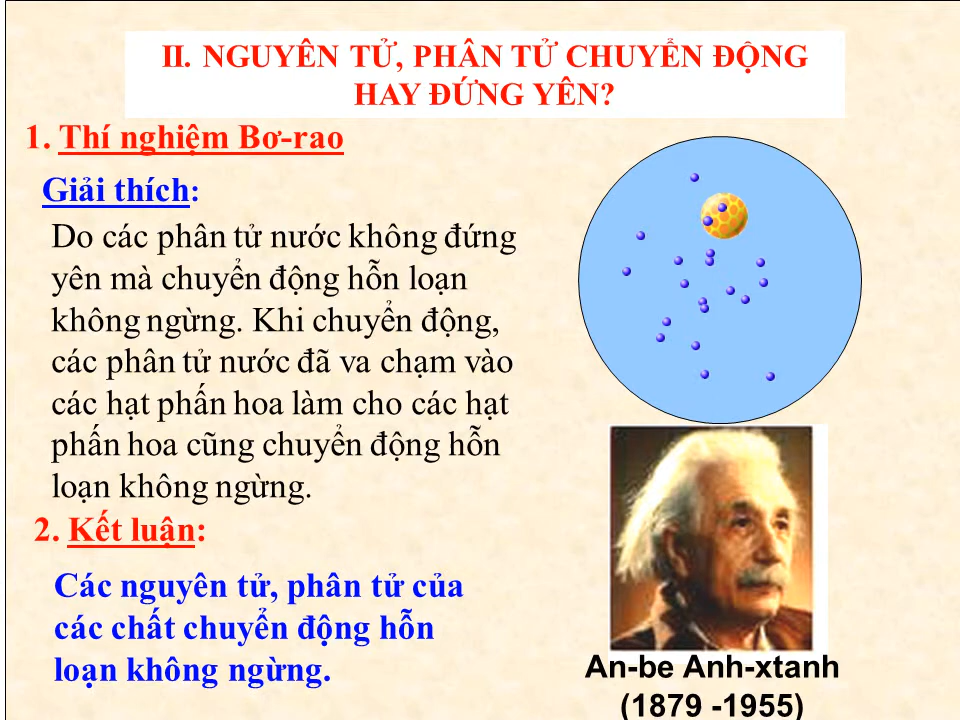 II. NGUYÊN TỬ, PHÂN TỬ CHUYỂN ĐỘNG
HAY ĐỨNG YÊN?
1. Thí nghiệm Bơ-rao
Giải thích:
Do các phân tử nước không đứng
yên mà chuyển động hỗn loạn
không ngừng. Khi chuyển động,
các phân tử nước đã va chạm vào
các hạt phấn hoa làm cho các hạt
phấn hoa cũng chuyển động hỗn
loạn không ngừng.
2. Kết luận:
Các nguyên tử, phân tử của
các chất chuyển động hỗn
loạn không ngừng.
An-be Anh-xtanh
(1879 -1955)